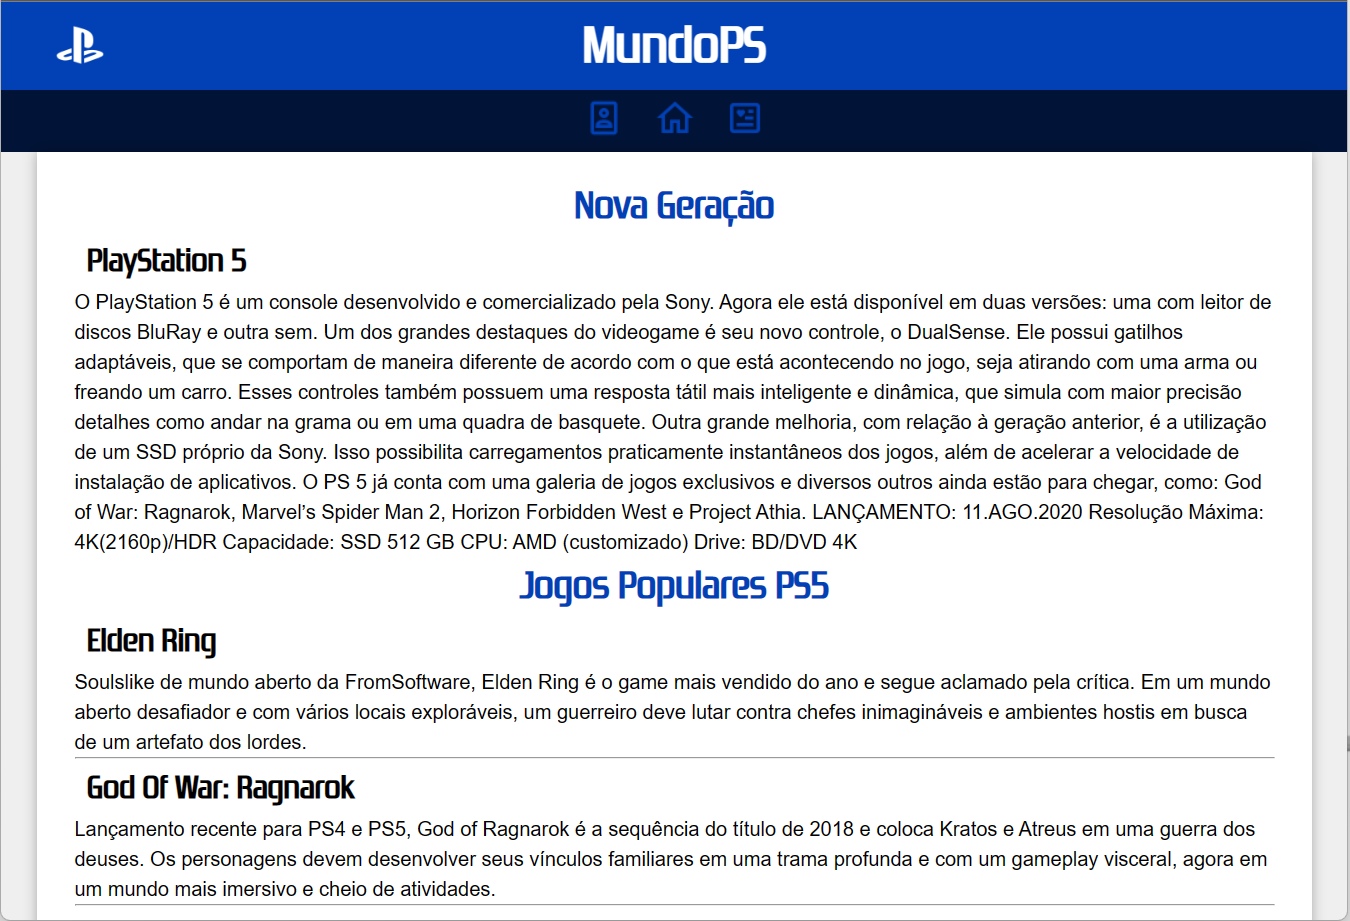 MundoPS
Nova Geração
PlayStation 5
O PlayStation 5 é um console desenvolvido e comercializado pela Sony. Agora ele está disponível em duas versões: uma com leitor de
discos BluRay e outra sem. Um dos grandes destaques do videogame é seu novo controle, o DualSense. Ele possui gatilhos
adaptáveis, que se comportam de maneira diferente de acordo com o que está acontecendo no jogo, seja atirando com uma arma ou
freando um carro. Esses controles também possuem uma resposta tátil mais inteligente e dinâmica, que simula com maior precisão
detalhes como andar na grama ou em uma quadra de basquete. Outra grande melhoria, com relação à geração anterior, é a utilização
de um SSD próprio da Sony. Isso possibilita carregamentos praticamente instantâneos dos jogos, além de acelerar a velocidade de
instalação de aplicativos. O PS 5 já conta com uma galeria de jogos exclusivos e diversos outros ainda estão para chegar, como: God
of War: Ragnarok, Marvel’s Spider Man 2, Horizon Forbidden West e Project Athia. LANÇAMENTO: 11.AGO.2020 Resolução Máxima:
4K(2160p)/HDR Capacidade: SSD 512 GB CPU: AMD (customizado) Drive: BD/DVD 4K
Jogos Populares PS5
Elden Ring
Soulslike de mundo aberto da FromSoftware, Elden Ring é o game mais vendido do ano e segue aclamado pela crítica. Em um mundo
aberto desafiador e com vários locais exploráveis, um guerreiro deve lutar contra chefes inimagináveis e ambientes hostis em busca
de um artefato dos lordes.
God Of War: Ragnarok
Lançamento recente para PS4 e PS5, God of Ragnarok é a sequência do título de 2018 e coloca Kratos e Atreus em uma guerra dos
deuses. Os personagens devem desenvolver seus vínculos familiares em uma trama profunda e com um gameplay visceral, agora em
um mundo mais imersivo e cheio de atividades.